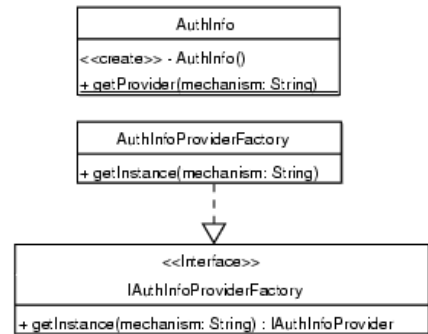 AuthInfo
<<create>> - AuthInfo()
+ getProvider(mechanism: String)
AuthInfoProviderFactory
+ getInstance(mechanism: String)
<<Interface>>
IAuthInfoProviderFactory
+ getInstance(mechanism: String) : IAuthInfoProvider